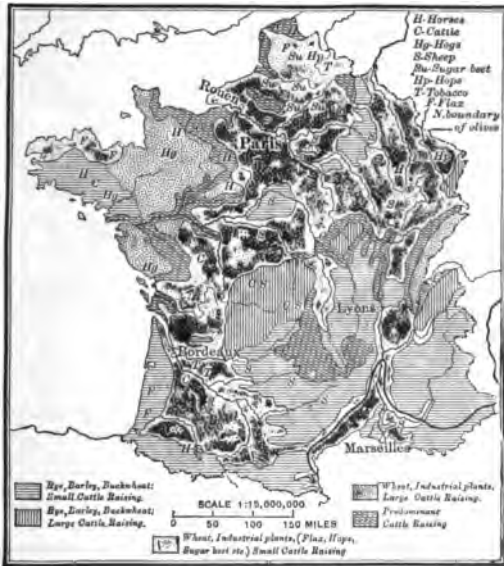 H-Horses
C-Cattle
Hg-Hogs
S-Sheep
Su-Sugar beet
Hp-Hops
T-Tobacco
F-Flax
N.boundary
of olives
Su Hp
T
Rouen
Paris
Lyons
Bordeaux
Marseilles
Rye, Barley, Buckwheat;
Small Cattle Raising.
Rye, Barley, Buckwheat;
Large Cattle Raising.
SCALE 1:15,000,000
0 50 100 150 MILES
Wheat, Industrial plants,
Large Cattle Raising.
Predominant
Cattle Raising
Wheat, Industrial plants, (Flax, Hops,
Sugar beet etc.) Small Cattle Raising